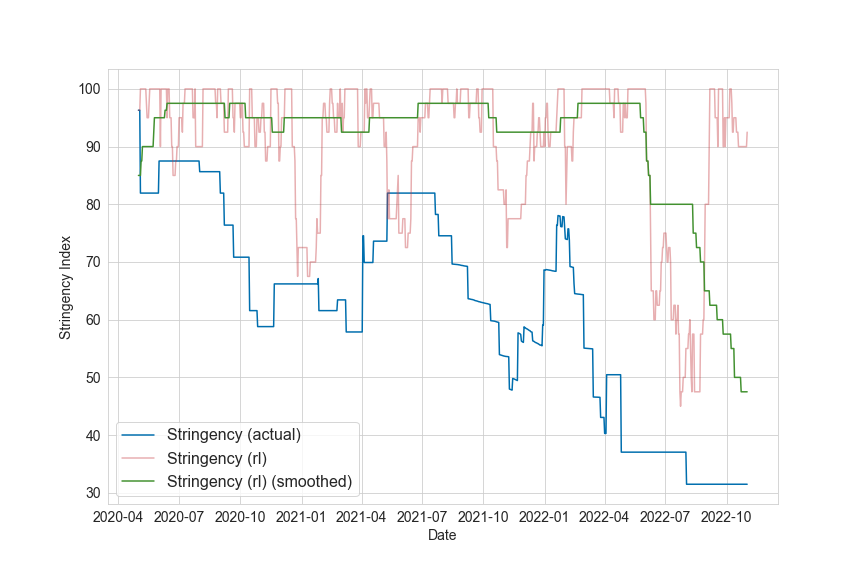 100
90
80
70
60
50
40
30
Stringency Index
Stringency (actual)
Stringency (rl)
Stringency (rl) (smoothed)
2020-04 2020-07 2020-10 2021-01 2021-04 2021-07 2021-10 2022-01 2022-04 2022-07 2022-10
Date